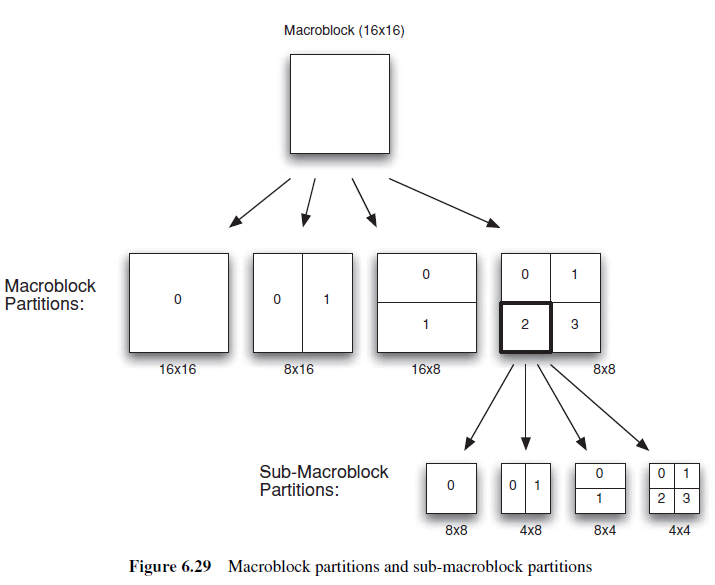 Macroblock (16x16)
Macroblock
Partitions:
0
0 1
0
1
0 1
2 3
16x16
8x16
16x8
8x8
Sub-Macroblock
Partitions:
0
0 1
0
1
0 1
2 3
8x8
4x8
8x4
4x4
Figure 6.29 Macroblock partitions and sub-macroblock partitions